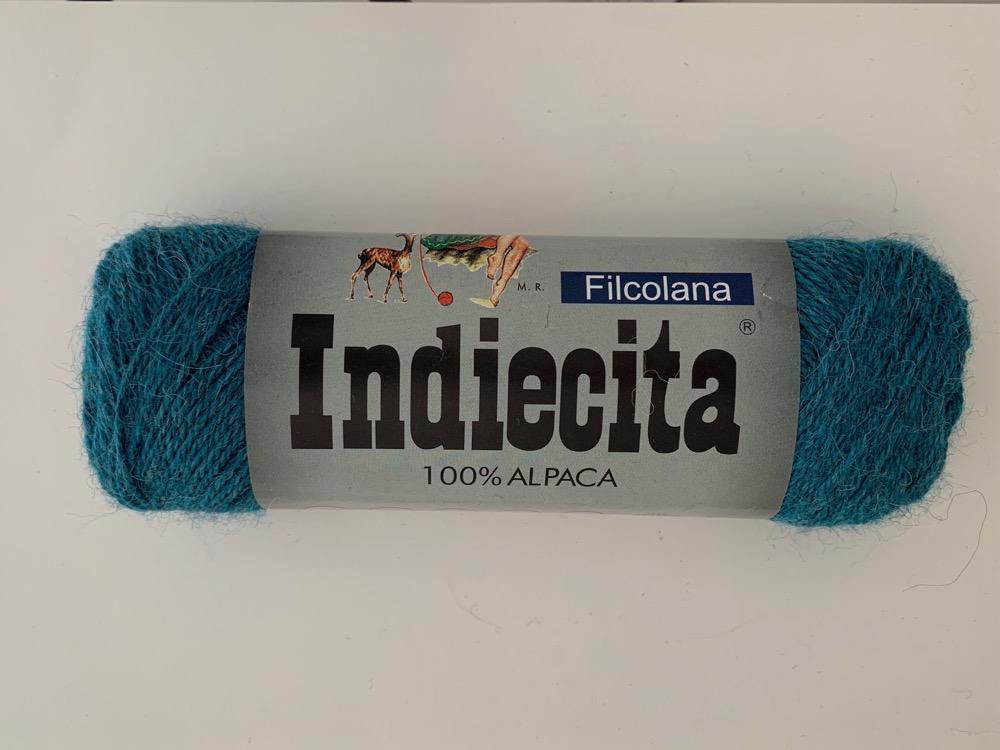 M. R.
Filcolana
Indiecita®
100% ALPACA